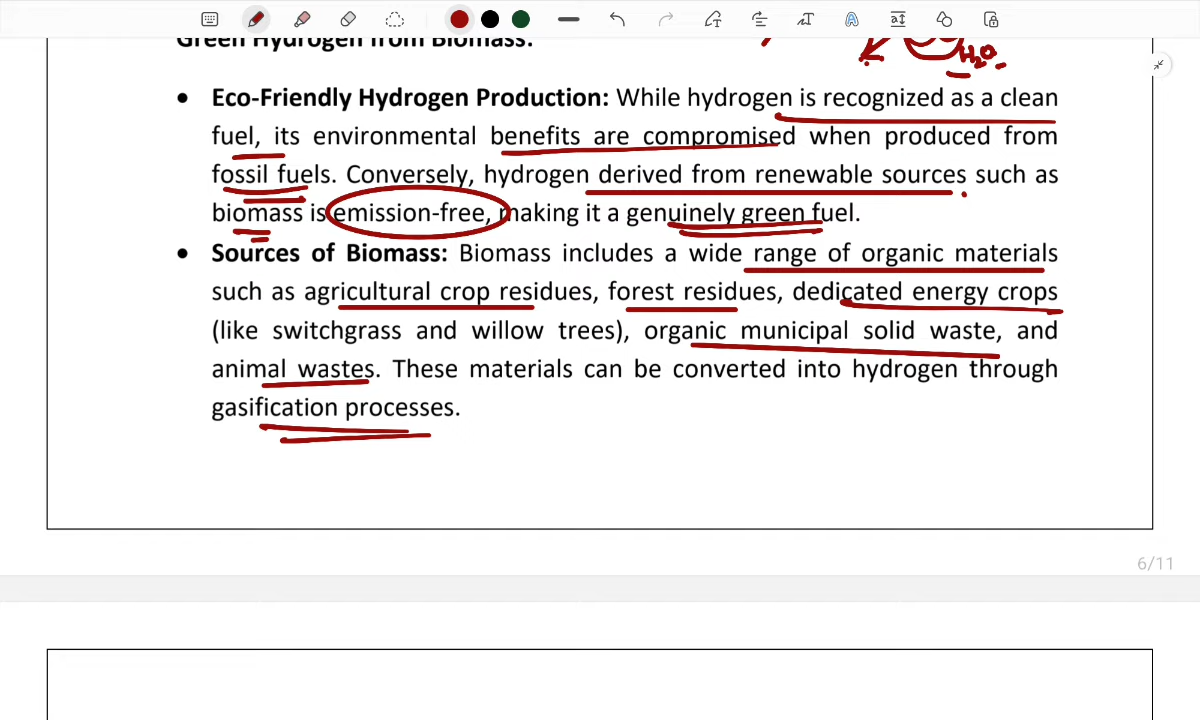 Green Hydrogen from Biomass:
H2O
• Eco-Friendly Hydrogen Production: While hydrogen is recognized as a clean
fuel, its environmental benefits are compromised when produced from
fossil fuels. Conversely, hydrogen derived from renewable sources such as
biomass is emission-free, making it a genuinely green fuel.
• Sources of Biomass: Biomass includes a wide range of organic materials
such as agricultural crop residues, forest residues, dedicated energy crops
(like switchgrass and willow trees), organic municipal solid waste, and
animal wastes. These materials can be converted into hydrogen through
gasification processes.
6/11